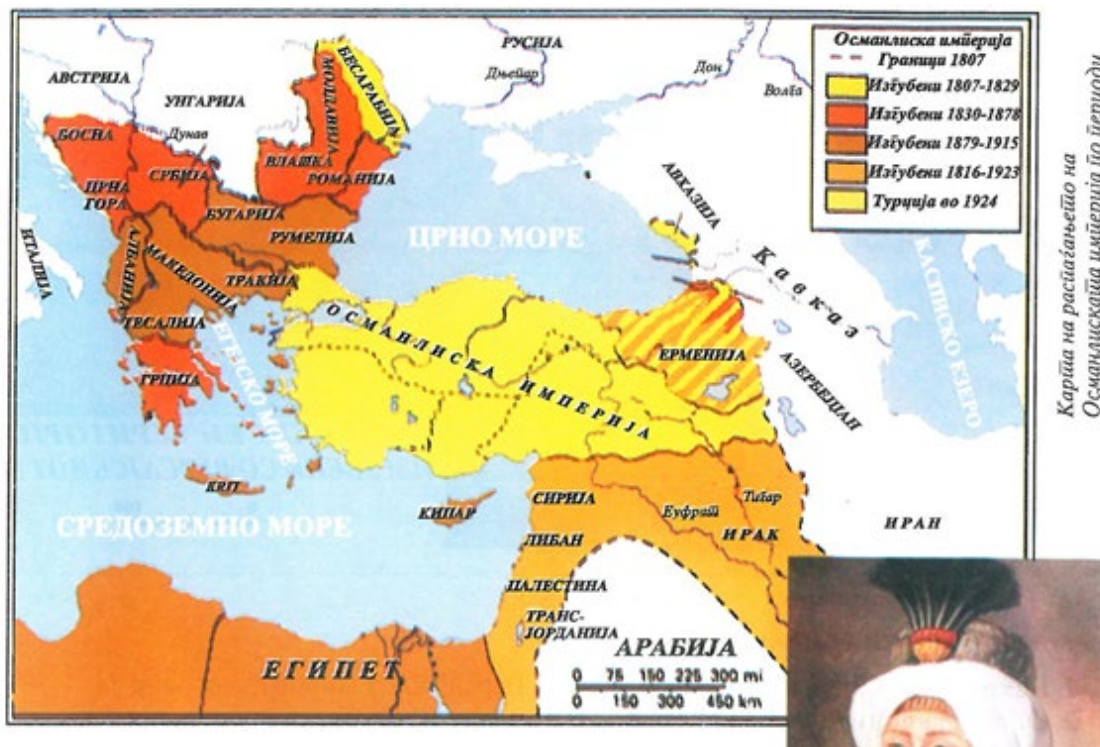 Османлиска империја
Граници 1807
Изгубени 1807-1829
Изгубени 1830-1878
Изгубени 1879-1915
Изгубени 1816-1923
Турција во 1924
РУСИЈА
Дњепар
Дон
Волга
АВСТРИЈА
УНГАРИЈА
Дунав
МОЛДАВИЈА
БЕСАРАБИЈА
БОСНА
СРБИЈА
ВЛАШКА
РОМАНИЈА
ЦРНА
ГОРА
БУГАРИЈА
РУМЕЛИЈА
ИТАЛИЈА
АЛБАНИЈА
МАКЕДОНИЈА
ТРАКИЈА
ТЕСАЛИЈА
ГРЦИЈА
ЕГЕЈСКО МОРЕ
ЦРНО МОРЕ
АВХАЗИЈА
Кавказ
КАСПИСКО ЕЗЕРО
ОСМАНЛИСКА ИМПЕРИЈА
ЕРМЕНИЈА
АЗЕРБЕЈЏАН
KRIT
КИПАР
СРЕДОЗЕМНО МОРЕ
СИРИЈА
Еуфрат
Тигар
ИРАК
ИРАН
ЛИБАН
ПАЛЕСТИНА
ТРАНС-
ЈОРДАНИЈА
АРАБИЈА
ЕГИПЕТ
0 75 150 225 300 mi
0 150 300 450 km
Карта на распаѓањето на
Османлиската империја по периоди